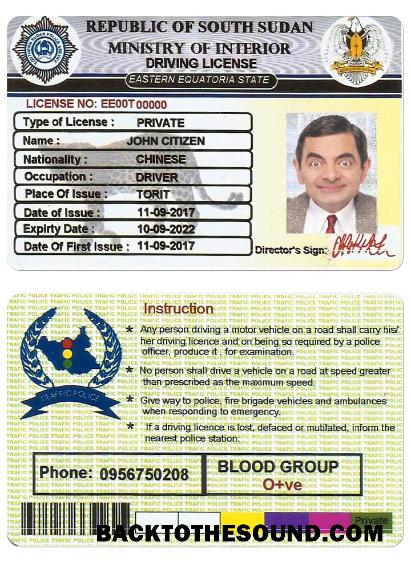 REPUBLIC OF SOUTH SUDAN
MINISTRY OF INTERIOR
DRIVING LICENSE
EASTERN EQUATORIA STATE
LICENSE NO: EE00T00000
Type of License : PRIVATE
Name : JOHN CITIZEN
Nationality : CHINESE
Occupation : DRIVER
Place Of Issue : TORIT
Date of Issue : 11-09-2017
Expirty Date : 10-09-2022
Date Of First Issue : 11-09-2017
Director's Sign:
Instruction
* Any person driving a motor vehicle on a road shall carry his/
her driving licence and on being so required by a police
officer, produce it , for examination.
* No person shall drive a vehicle on a road at speed greater
than prescribed as the maximum speed.
* Give way to police, fire brigade vehicles and ambulances
when responding to emergency.
* If a driving licence is lost, defaced or mutilated, inform the
nearest police station.
TRAFFIC POLICE
Phone: 0956750208
BLOOD GROUP
O+ve
Private
BACKTOTHESOUND.COM